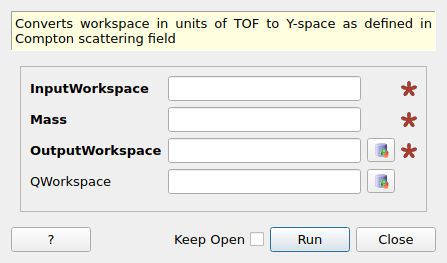 Converts workspace in units of TOF to Y-space as defined in
Compton scattering field
InputWorkspace
Mass
OutputWorkspace
QWorkspace
? Keep Open Run Close